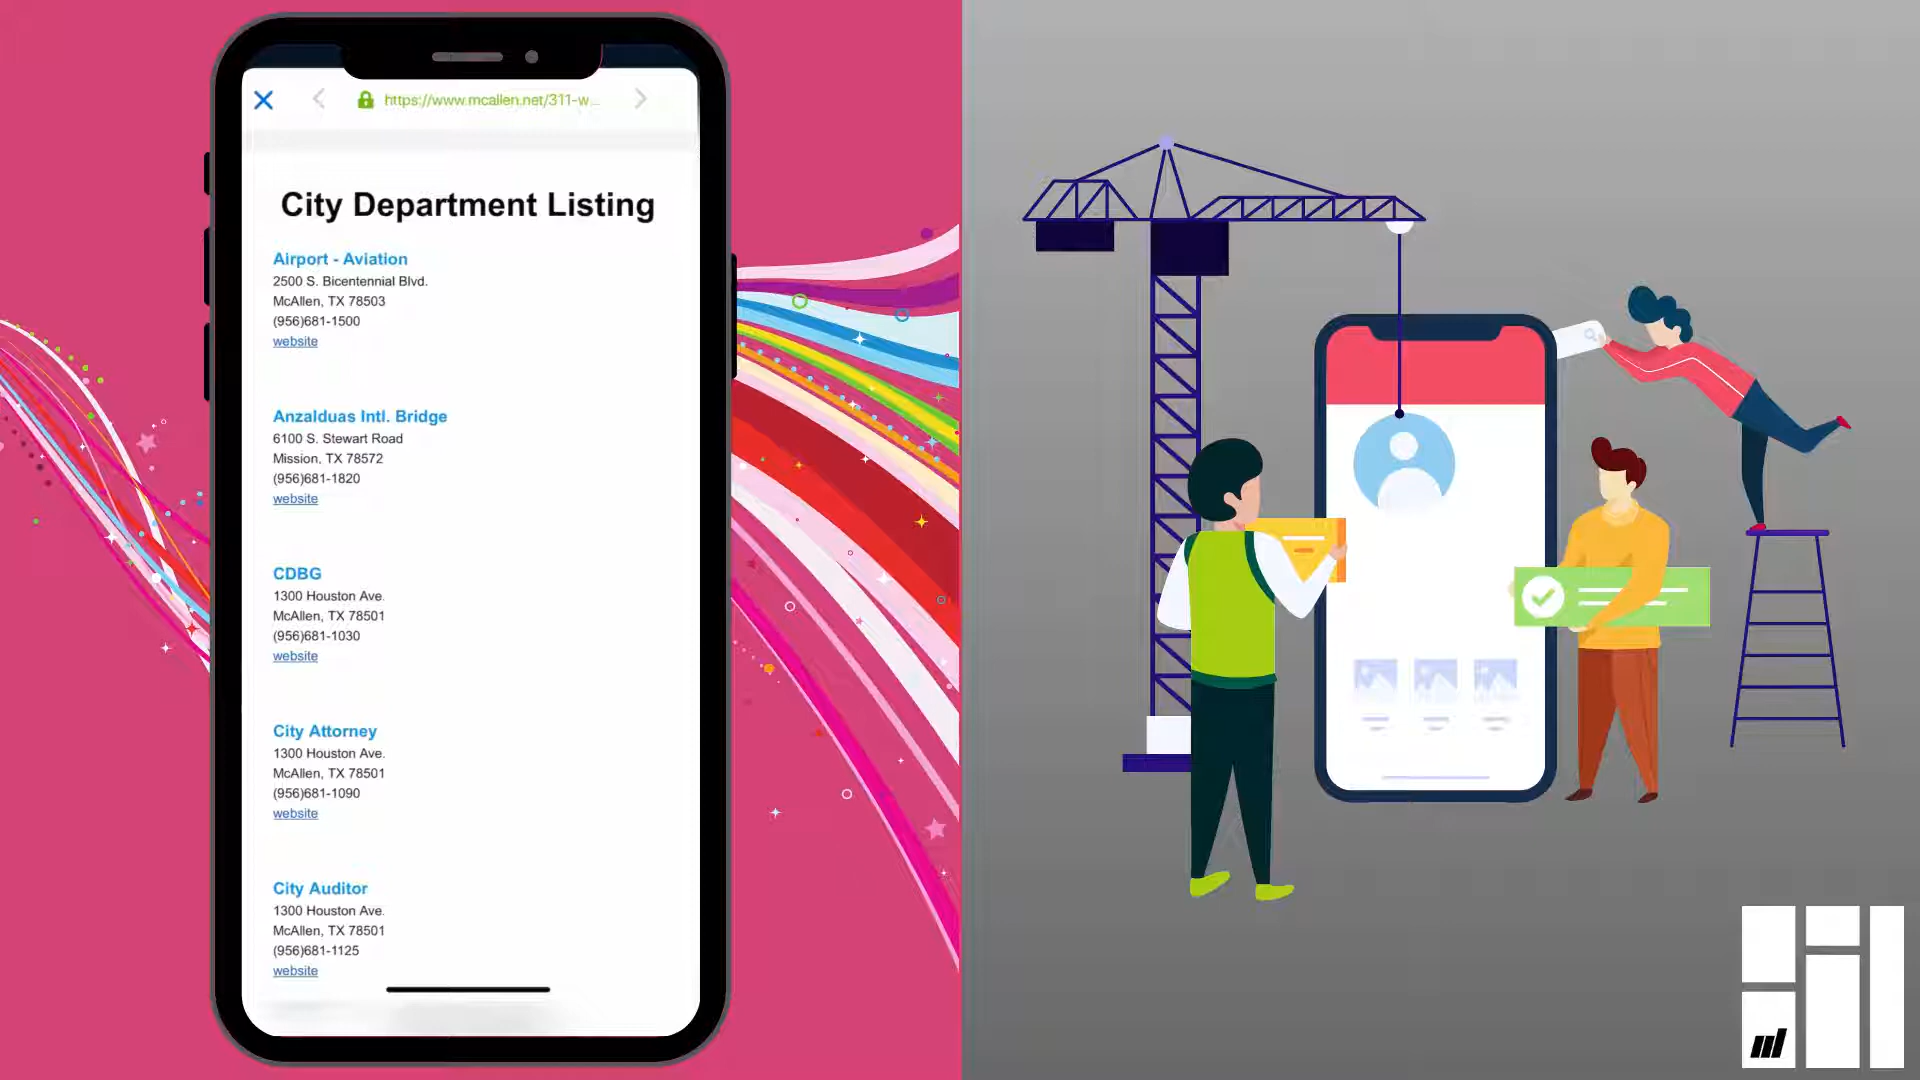 https://www.mcallen.net/311-w...
City Department Listing
Airport - Aviation
2500 S. Bicentennial Blvd.
McAllen, TX 78503
(956)681-1500
website
Anzalduas Intl. Bridge
6100 S. Stewart Road
Mission, TX 78572
(956)681-1820
website
CDBG
1300 Houston Ave.
McAllen, TX 78501
(956)681-1030
website
City Attorney
1300 Houston Ave.
McAllen, TX 78501
(956)681-1090
website
City Auditor
1300 Houston Ave.
McAllen, TX 78501
(956)681-1125
website